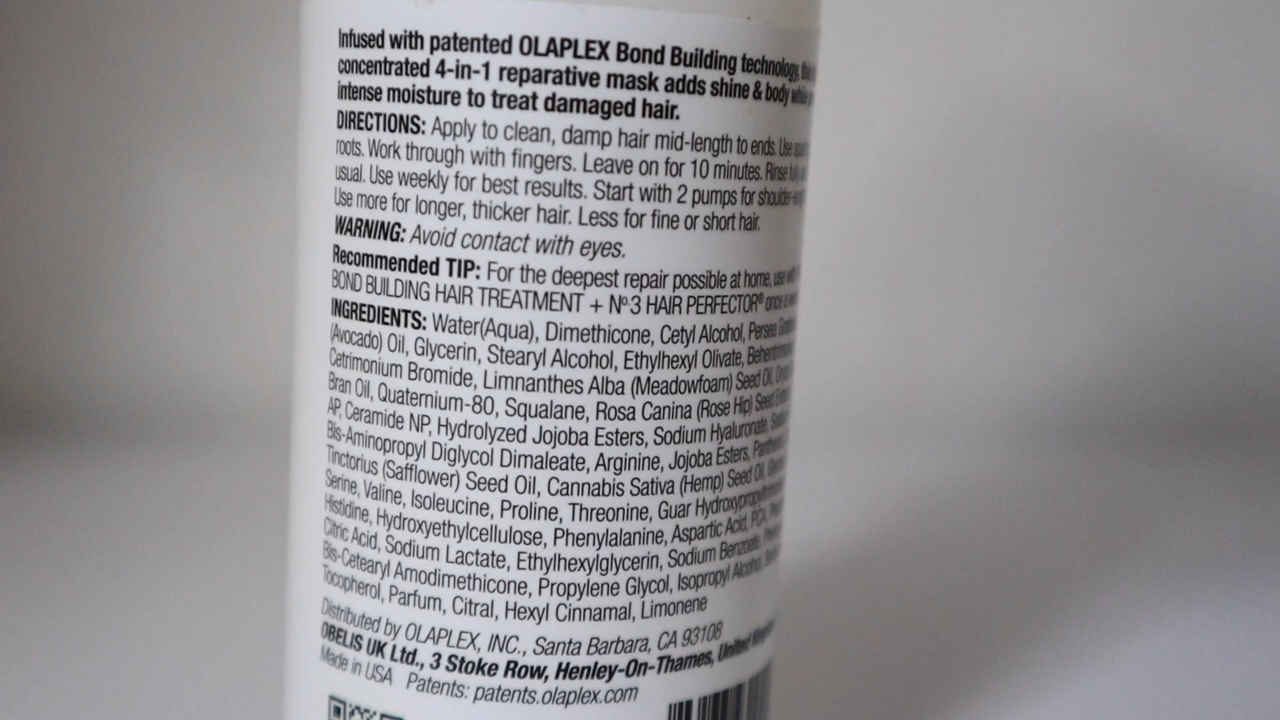 Infused with patented OLAPLEX Bond Building technology,
concentrated 4-in-1 reparative mask adds shine & body while
intense moisture to treat damaged hair.
DIRECTIONS: Apply to clean, damp hair mid-length to ends. Use
roots. Work through with fingers. Leave on for 10 minutes. Rinse
usual. Use weekly for best results. Start with 2 pumps for
Use more for longer, thicker hair. Less for fine or short hair.
WARNING: Avoid contact with eyes.
Recommended TIP: For the deepest repair possible at home, use
BOND BUILDING HAIR TREATMENT + Nº3 HAIR PERFECTOR® once
INGREDIENTS: Water(Aqua), Dimethicone, Cetyl Alcohol, Persea
(Avocado) Oil, Glycerin, Stearyl Alcohol, Ethylhexyl Olivate,
Cetrimonium Bromide, Limnanthes Alba (Meadowfoam) Seed Oil,
Bran Oil, Quaternium-80, Squalane, Rosa Canina (Rose Hip) Seed
AP, Ceramide NP, Hydrolyzed Jojoba Esters, Sodium Hyaluronate,
Bis-Aminopropyl Diglycol Dimaleate, Arginine, Jojoba Esters,
Tinctorius (Safflower) Seed Oil, Cannabis Sativa (Hemp) Seed Oil,
Serine, Valine, Isoleucine, Proline, Threonine, Guar
Histidine, Hydroxyethylcellulose, Phenylalanine, Aspartic Acid, PCA,
Citric Acid, Sodium Lactate, Ethylhexylglycerin, Sodium Benzoate,
Bis-Cetearyl Amodimethicone, Propylene Glycol, Isopropyl Alcohol,
Tocopherol, Parfum, Citral, Hexyl Cinnamal, Limonene
Distributed by OLAPLEX, INC., Santa Barbara, CA 93108
OBELIS UK Ltd., 3 Stoke Row, Henley-On-Thames, United
Made in USA Patents: patents.olaplex.com